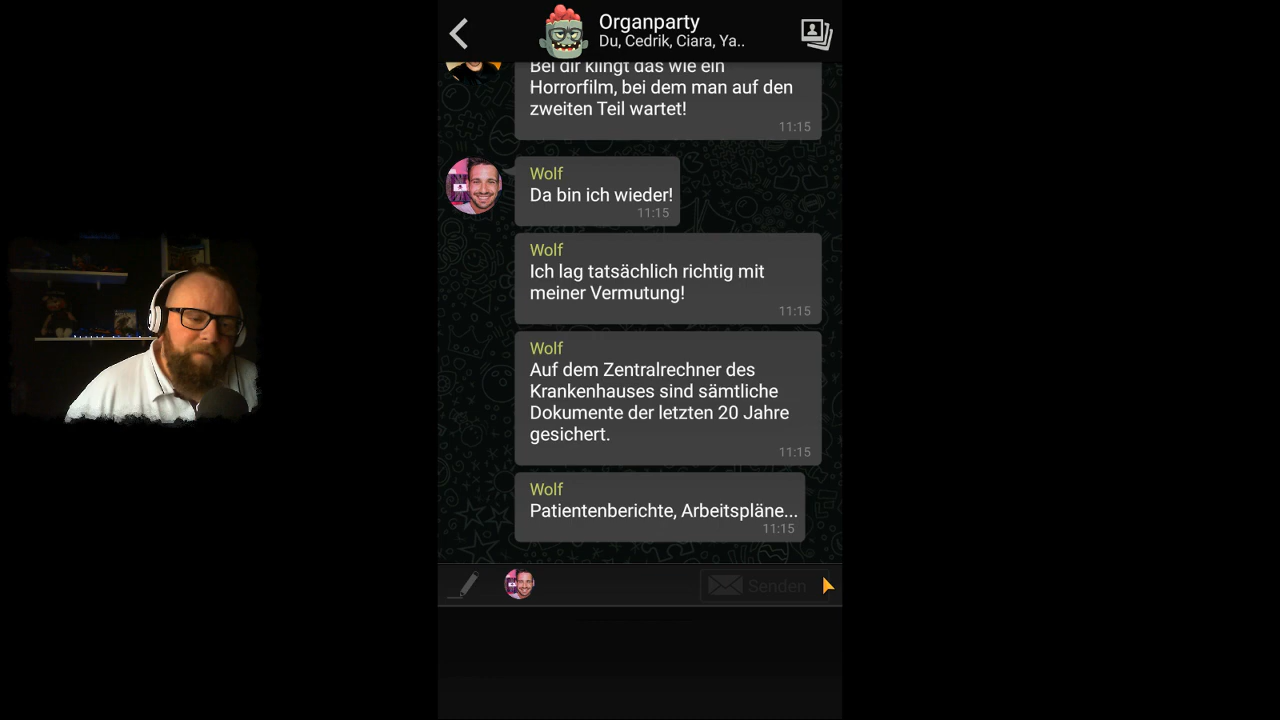 Organparty
Du, Cedrik, Ciara, Ya..
Bei dir klingt das wie ein
Horrorfilm, bei dem man auf den
zweiten Teil wartet!
11:15
Wolf
Da bin ich wieder!
11:15
Wolf
Ich lag tatsächlich richtig mit
meiner Vermutung!
11:15
Wolf
Auf dem Zentralrechner des
Krankenhauses sind sämtliche
Dokumente der letzten 20 Jahre
gesichert.
11:15
Wolf
Patientenberichte, Arbeitspläne...
11:15
Senden